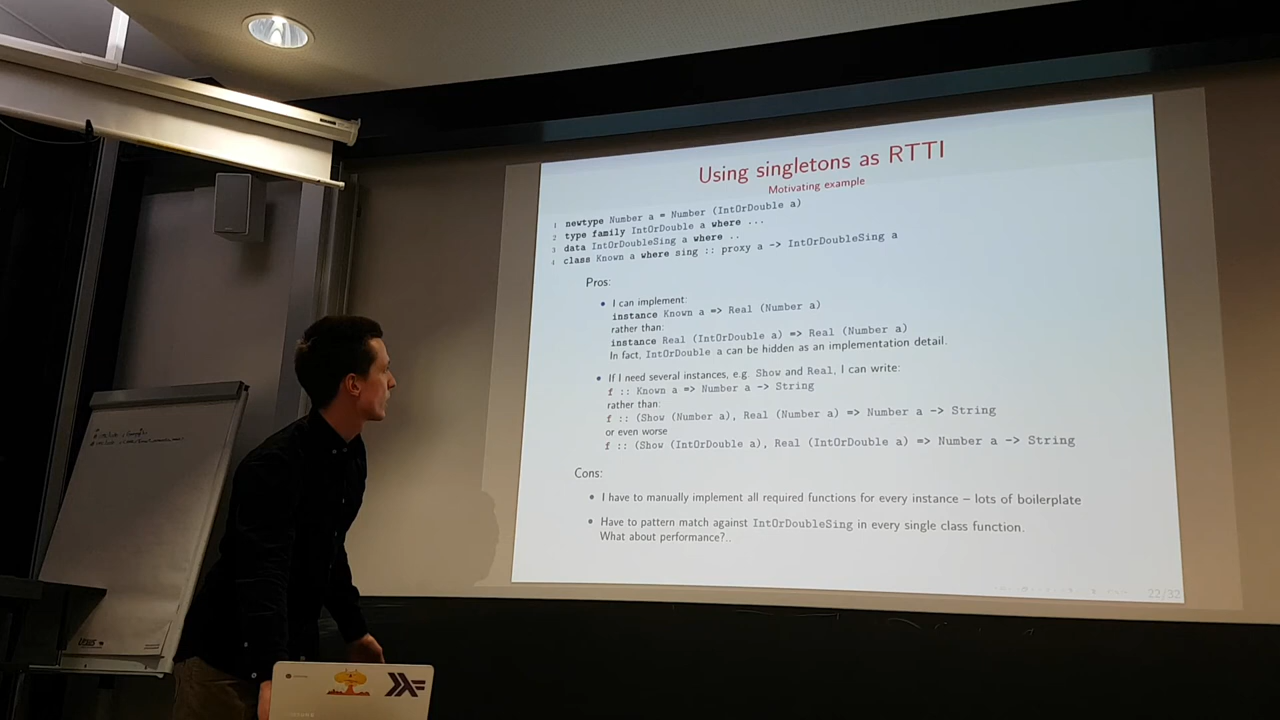 Using singletons as RTTI
Motivating example
1 newtype Number a = Number (IntOrDouble a)
2 type family IntOrDouble a where ...
3 data IntOrDoubleSing a where ..
4 class Known a where sing :: proxy a -> IntOrDoubleSing a
Pros:
• I can implement:
instance Known a => Real (Number a)
rather than:
instance Real (IntOrDouble a) => Real (Number a)
In fact, IntOrDouble a can be hidden as an implementation detail.
• If I need several instances, e.g. Show and Real, I can write:
f :: Known a => Number a -> String
rather than:
f :: (Show (Number a), Real (Number a) => Number a -> String
or even worse
f :: (Show (IntOrDouble a), Real (IntOrDouble a) => Number a -> String
Cons:
• I have to manually implement all required functions for every instance – lots of boilerplate
• Have to pattern match against IntOrDoubleSing in every single class function.
What about performance?..
22/32